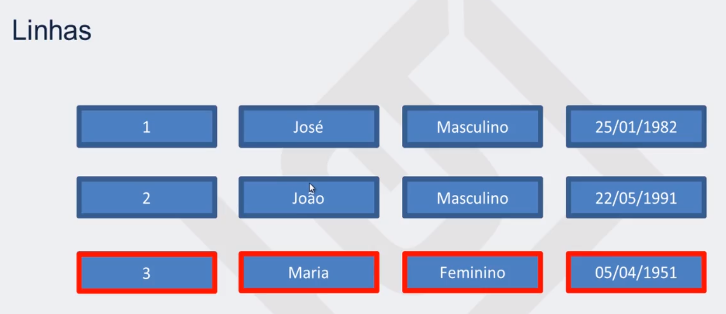 Linhas
1 José Masculino 25/01/1982
2 João Masculino 22/05/1991
3 Maria Feminino 05/04/1951